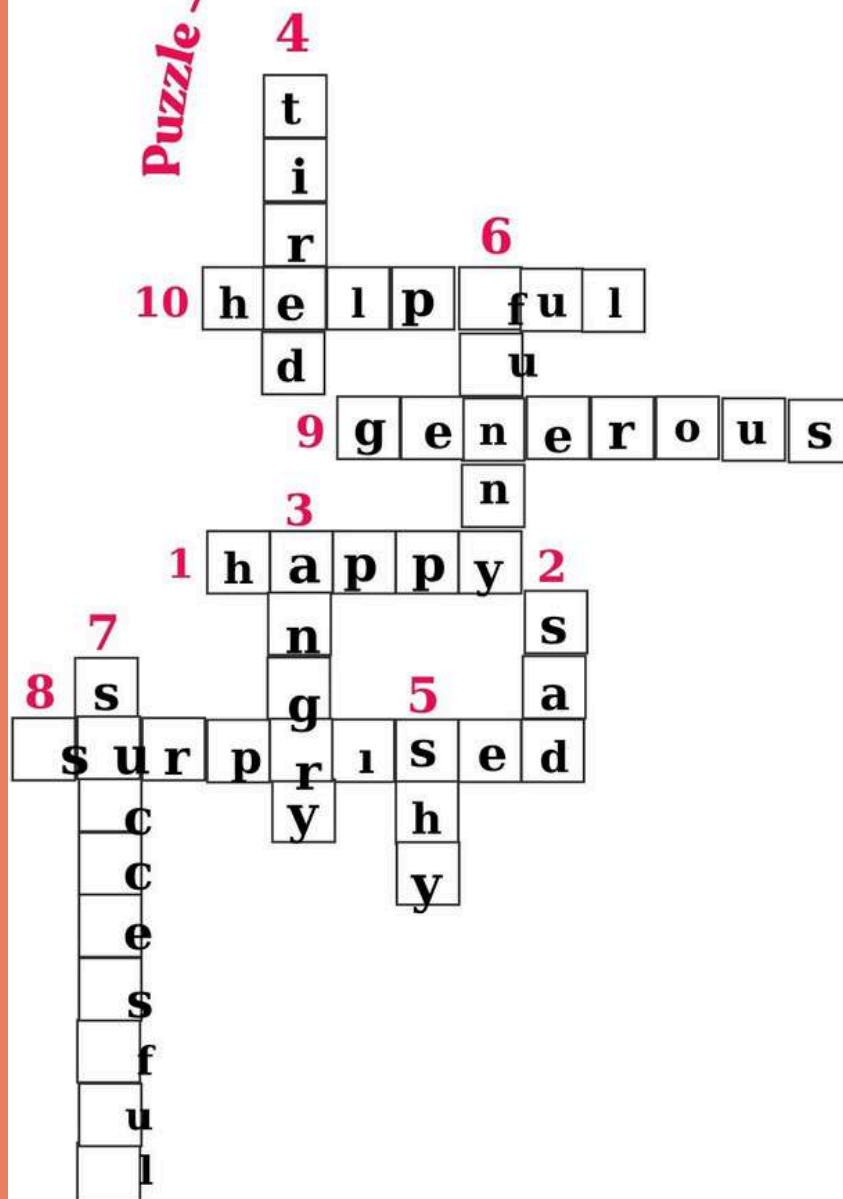 Puzzle -
4
t
i
r
6
10 h e l p f u l
d u
9 g e n e r o u s
n
3
1 h a p p y 2
n s
7
8 s g 5 a
s u r p r ı s e d
c y h
c y
e
s
f
u
l